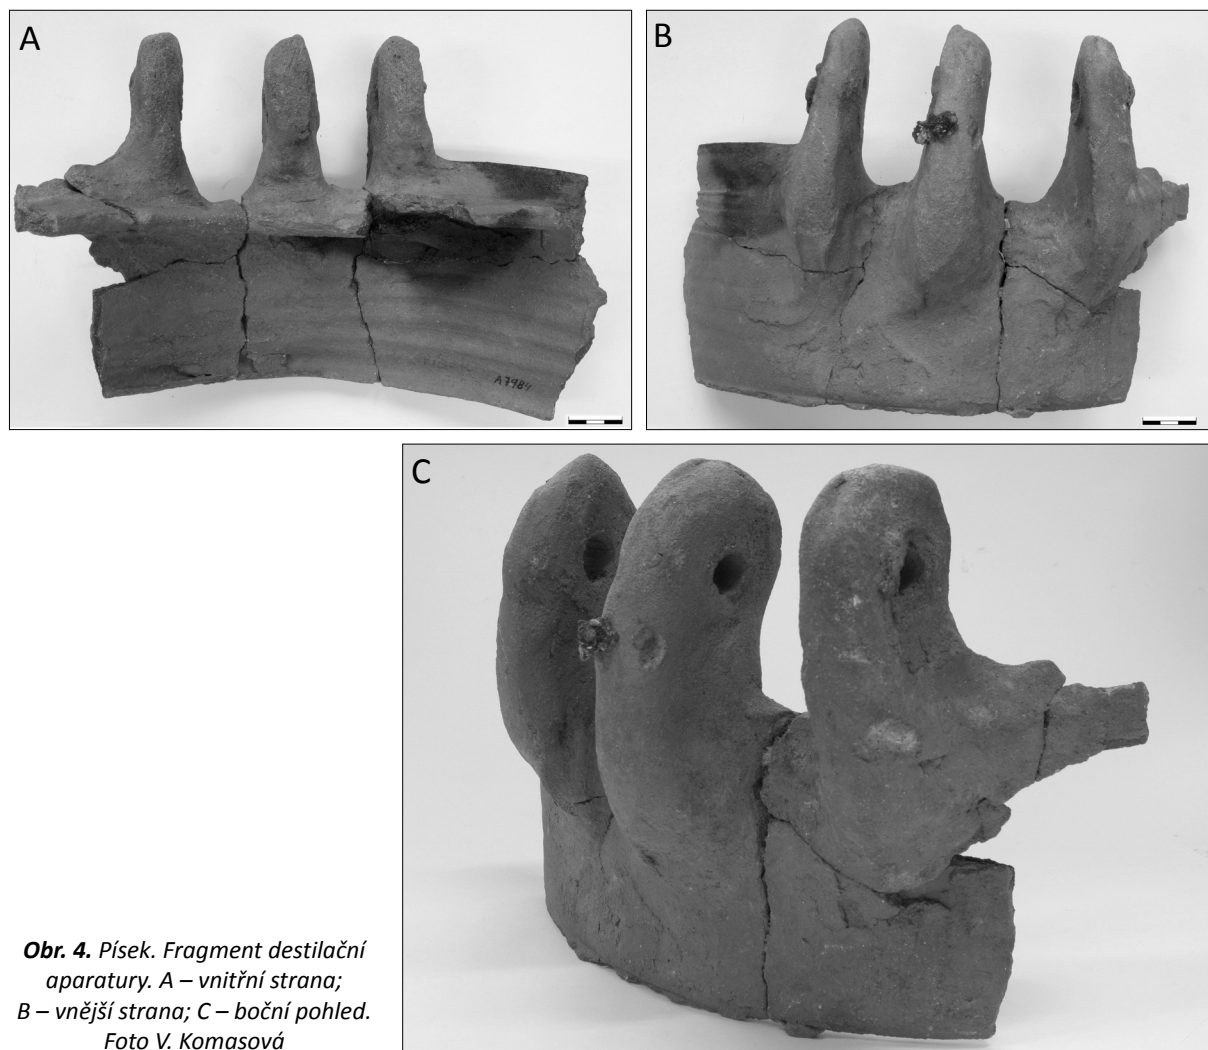 A
B
A7984
C
Obr. 4. Písek. Fragment destilační
aparatury. A – vnitřní strana;
B – vnější strana; C – boční pohled.
Foto V. Komasová